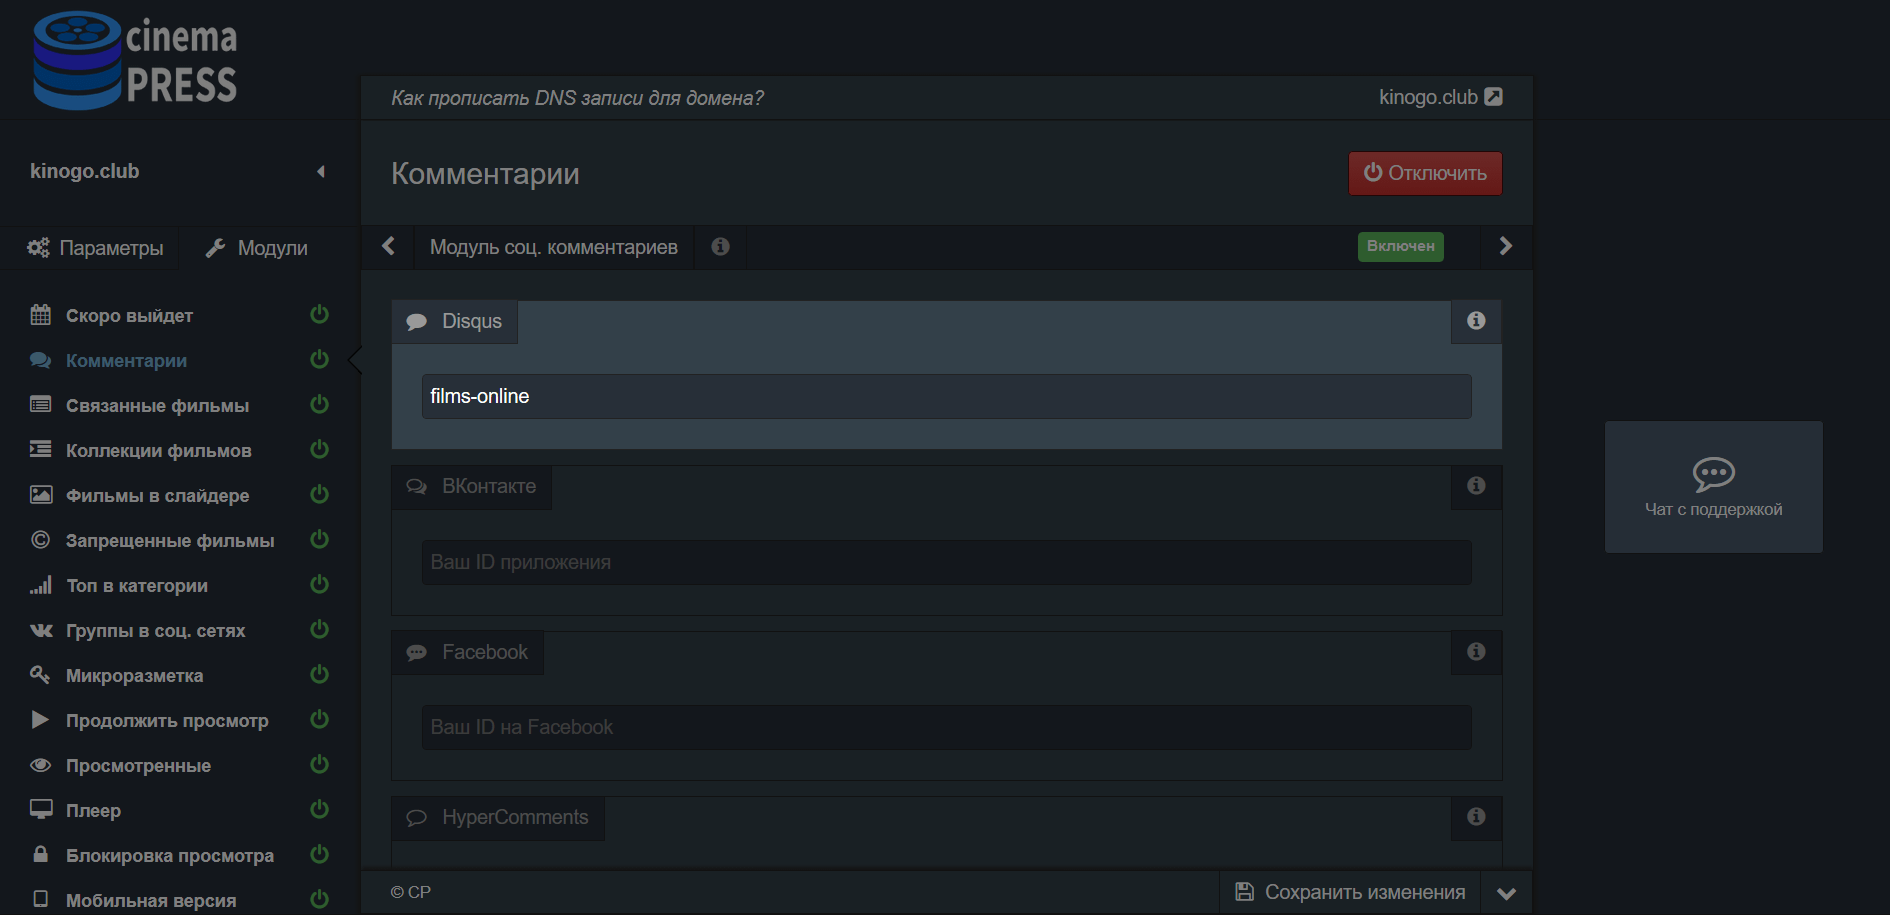 cinema
PRESS
Как прописать DNS записи для домена?
kinogo.club
kinogo.club
Комментарии
Отключить
Параметры
Модули
Модуль соц. комментариев
Включен
Скоро выйдет
Комментарии
Связанные фильмы
Коллекции фильмов
Фильмы в слайдере
Запрещенные фильмы
Топ в категории
Группы в соц. сетях
Микроразметка
Продолжить просмотр
Просмотренные
Плеер
Блокировка просмотра
Мобильная версия
Disqus
films-online
ВКонтакте
Ваш ID приложения
Facebook
Ваш ID на Facebook
HyperComments
© CP
Сохранить изменения
Чат с поддержкой